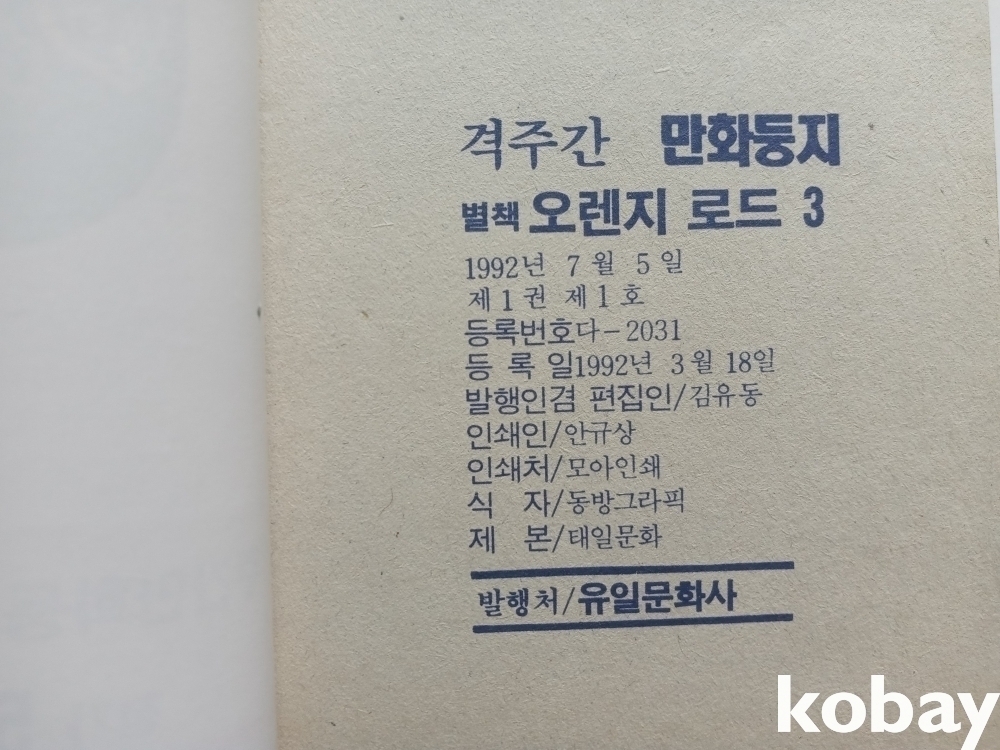 격주간 만화둥지
별책 오렌지 로드 3
1992년 7월 5일
제1권 제1호
등록번호다-2031
등 록 일1992년 3월 18일
발행인겸 편집인/김유동
인쇄인/안규상
인쇄처/모아인쇄
식 자/동방그라픽
제 본/태일문화
발행처/유일문화사
kobay